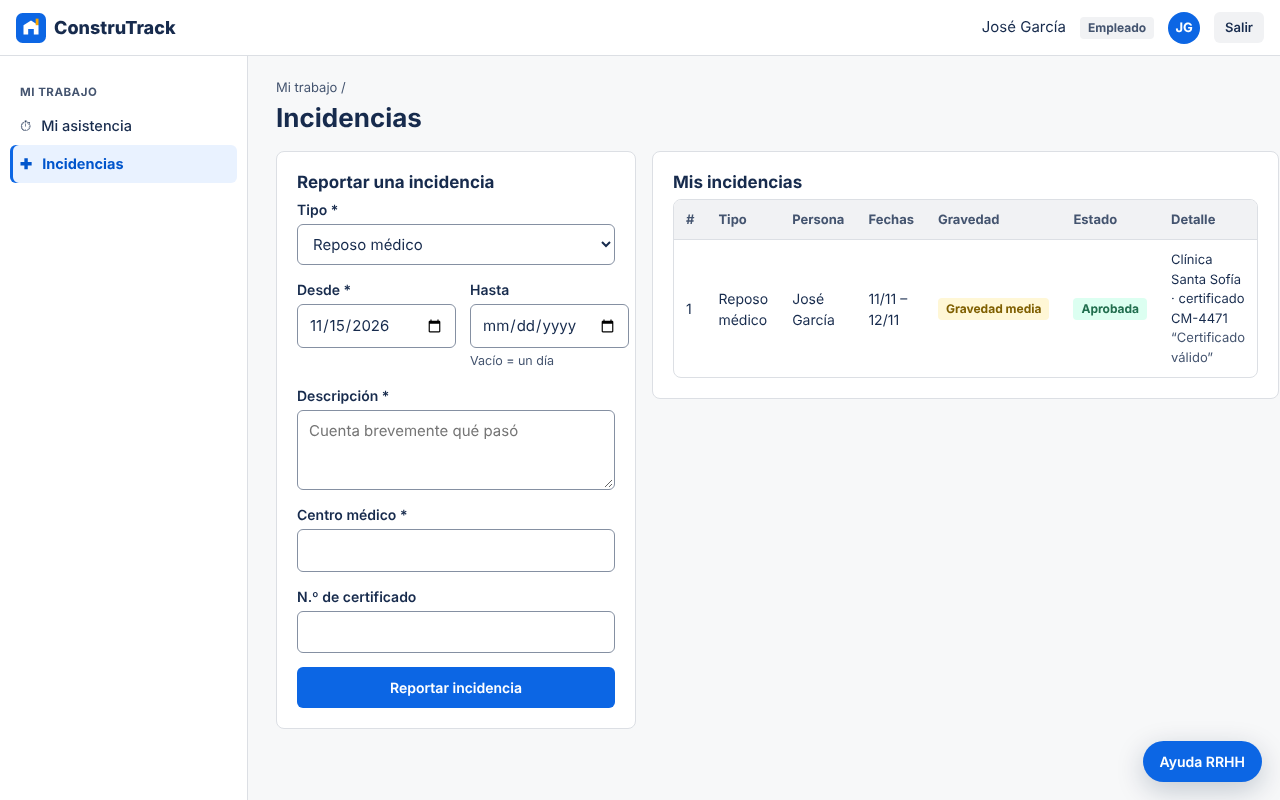 ConstruTrack
José García
Empleado
JG
Salir
MI TRABAJO
Mi asistencia
Incidencias
Mi trabajo /
Incidencias
Reportar una incidencia
Tipo *
Reposo médico
Desde *
Hasta
11/15/2026
mm/dd/yyyy
Vacío = un día
Descripción *
Cuenta brevemente qué pasó
Centro médico *
N.º de certificado
Reportar incidencia
Mis incidencias
# Tipo Persona Fechas Gravedad Estado Detalle
1
Reposo
médico
José
García
11/11 –
12/11
Gravedad media
Aprobada
Clínica
Santa Sofía
· certificado
CM-4471
“Certificado
válido”
Ayuda RRHH